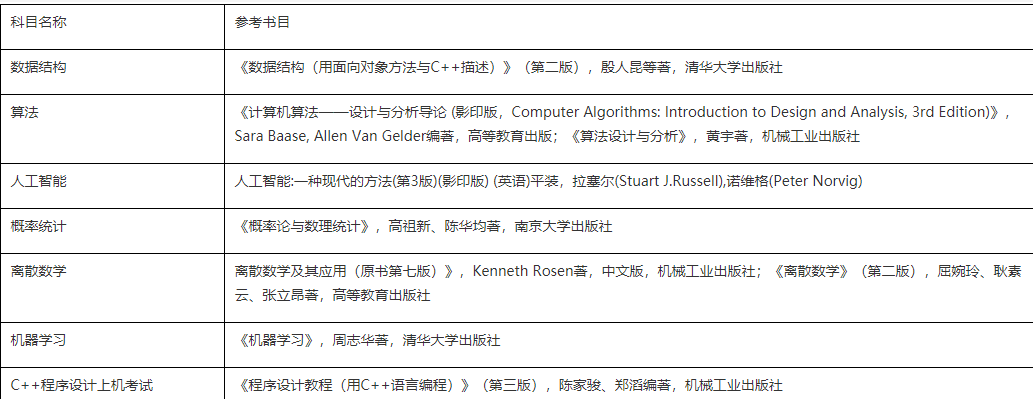 科目名称 参考书目
数据结构 《数据结构（用面向对象方法与C++描述）》（第二版），殷人昆等著，清华大学出版社
算法 《计算机算法——设计与分析导论 (影印版，Computer Algorithms: Introduction to Design and Analysis, 3rd Edition)》，
Sara Baase, Allen Van Gelder编著，高等教育出版；《算法设计与分析》，黄宇著，机械工业出版社
人工智能 人工智能:一种现代的方法(第3版)(影印版) (英语)平装，拉塞尔(Stuart J.Russell),诺维格(Peter Norvig)
概率统计 《概率论与数理统计》，高祖新、陈华均著，南京大学出版社
离散数学 离散数学及其应用（原书第七版）》，Kenneth Rosen著，中文版，机械工业出版社；《离散数学》（第二版），屈婉玲、耿素
云、张立昂著，高等教育出版社
机器学习 《机器学习》，周志华著，清华大学出版社
C++程序设计上机考试 《程序设计教程（用C++语言编程）》（第三版），陈家骏、郑滔编著，机械工业出版社